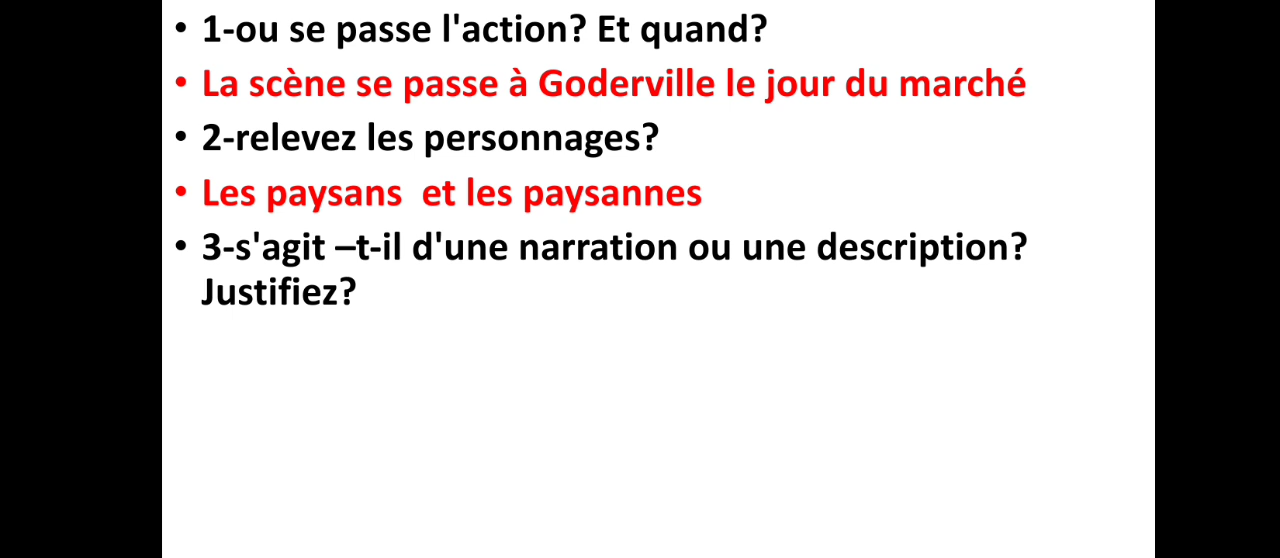 • 1-ou se passe l'action? Et quand?
• La scène se passe à Goderville le jour du marché
• 2-relevez les personnages?
• Les paysans  et les paysannes
• 3-s'agit –t-il d'une narration ou une description?
Justifiez?